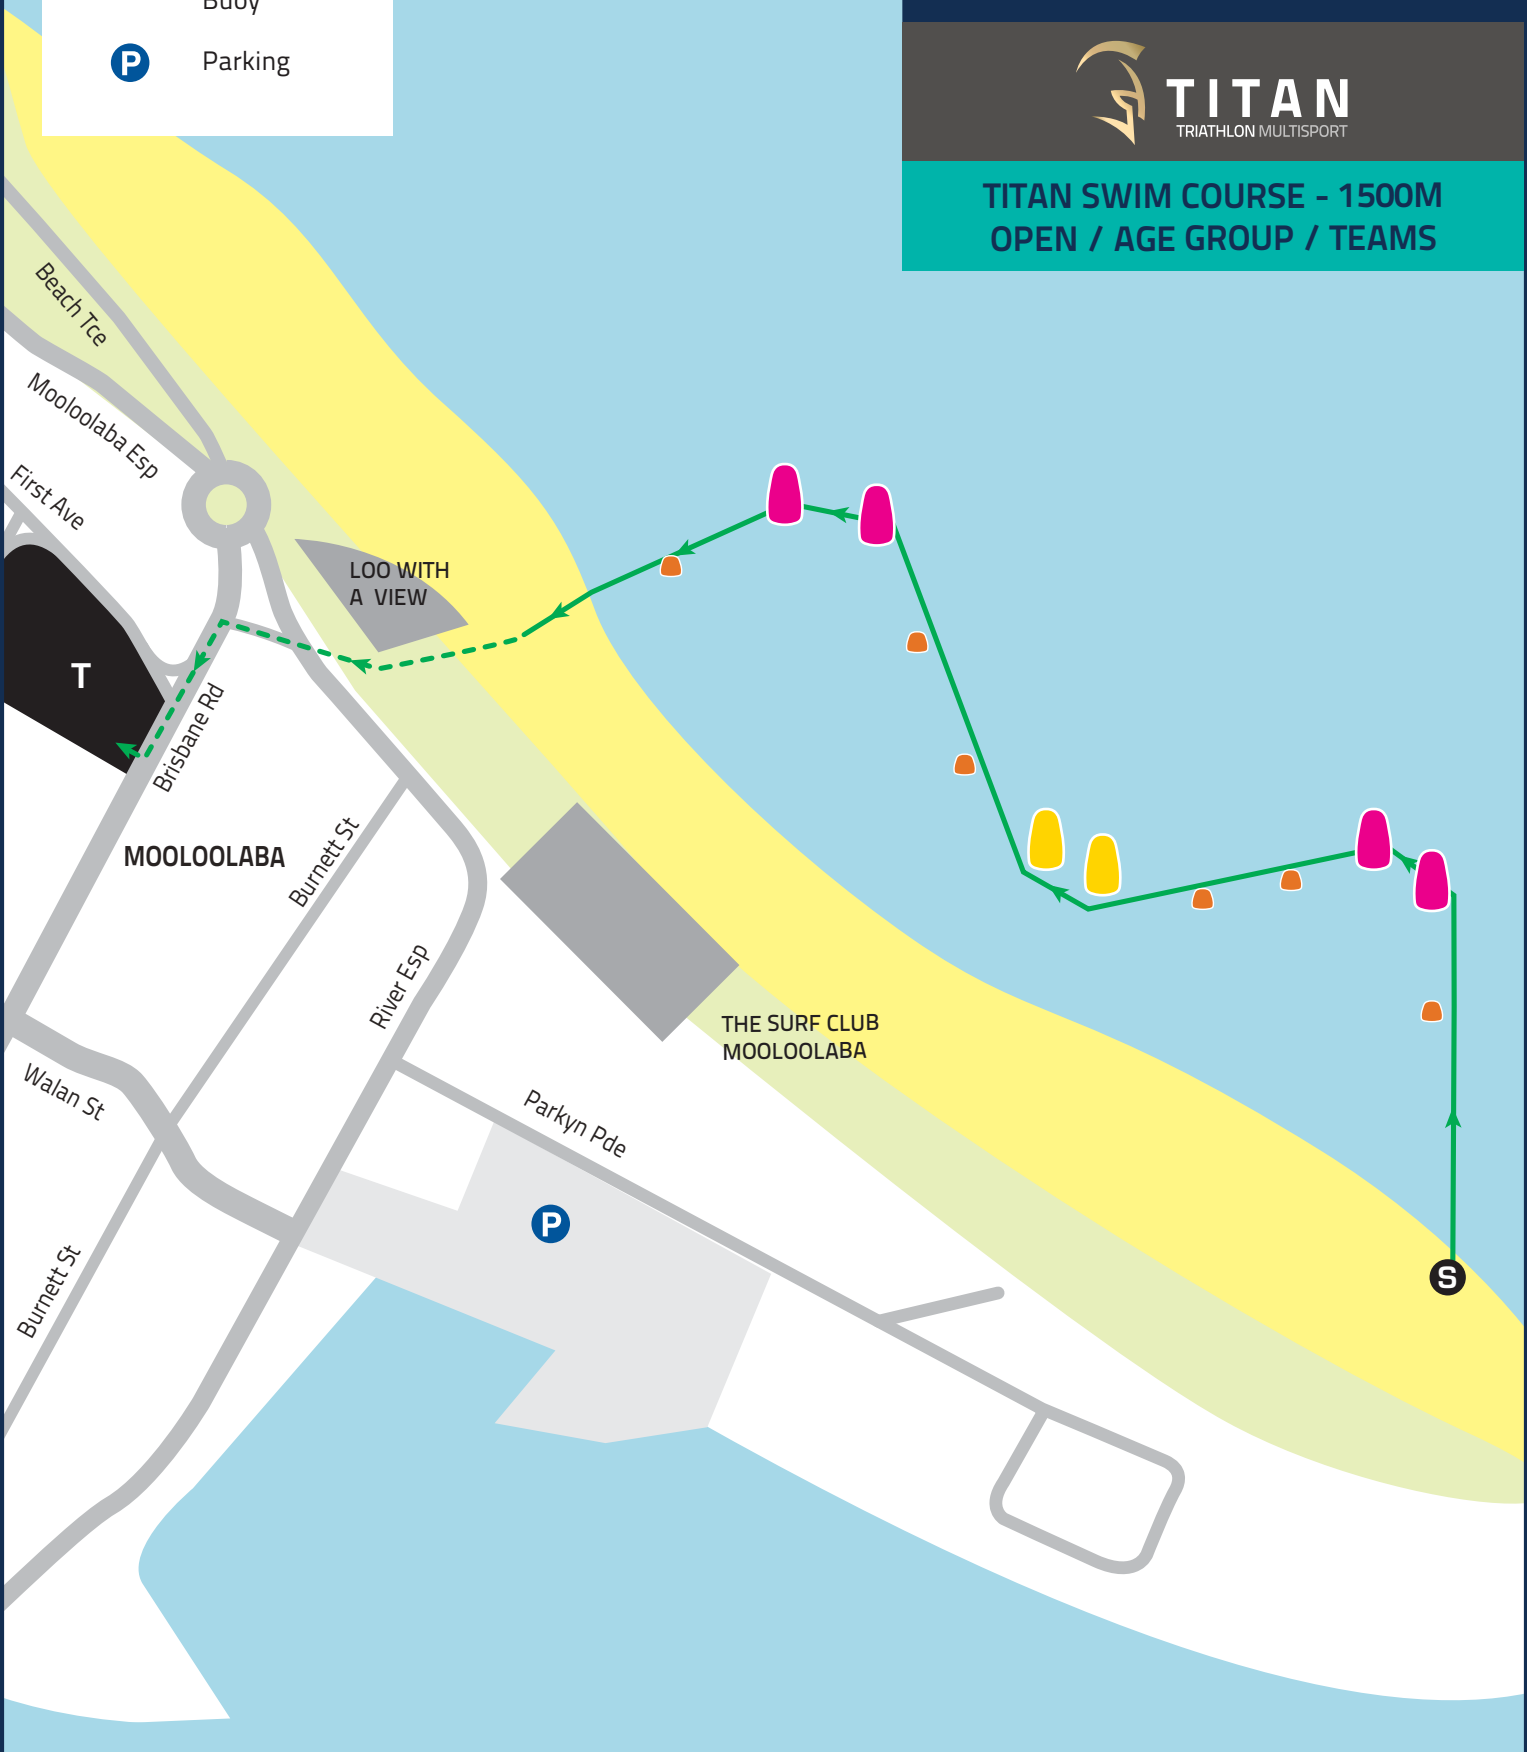 Buoy
P
Parking
TITAN
TRIATHLON MULTISPORT
TITAN SWIM COURSE - 1500M
OPEN / AGE GROUP / TEAMS
Beach Tce
Mooloolaba Esp
First Ave
LOO WITH
A VIEW
T
Brisbane Rd
MOOLOOLABA
Burnett St
River Esp
THE SURF CLUB
MOOLOOLABA
Walan St
Parkyn Pde
P
Burnett St
S